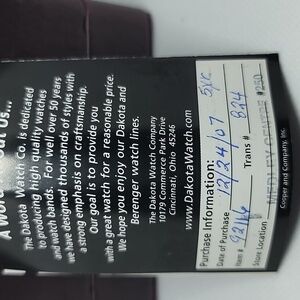 A Word About Us...
The Dakota Watch Co. is dedicated
to producing high quality watches
and watch bands. For well over 50 years
we have designed thousands of styles with
a strong emphasis on craftsmanship.
Our goal is to provide you
with a great watch for a reasonable price.
We hope you enjoy our Dakota and
Berenger watch lines.
The Dakota Watch Company
10179 Commerce Park Drive
Cincinnati, Ohio 45246
www.DakotaWatch.com
Purchase Information:
Date of Purchase 12/24/07
Item # 92116 Trans # 824
Store Location #250
Cooper and Company, Inc.